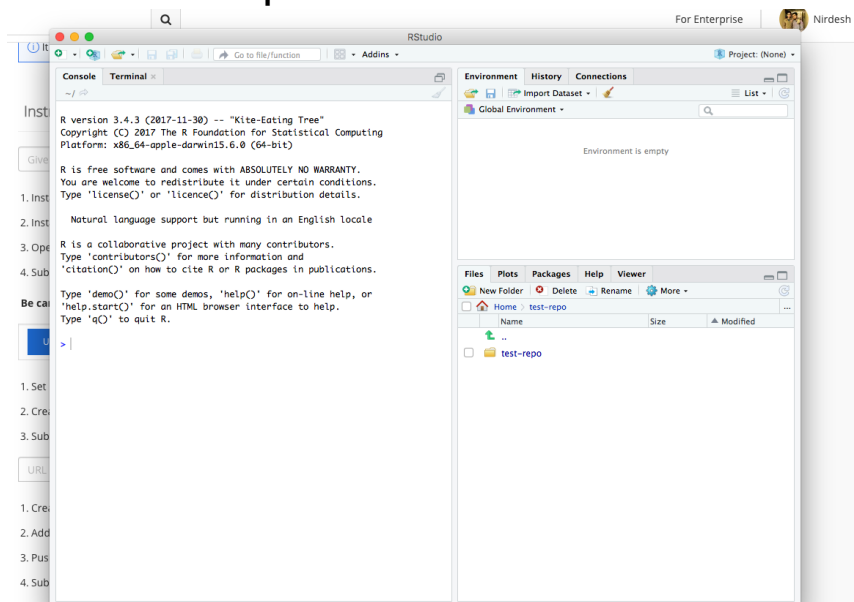 For Enterprise
Nirdesh
RStudio
Go to file/function
Addins
Project: (None)
Console Terminal
~/
R version 3.4.3 (2017-11-30) -- "Kite-Eating Tree"
Copyright (C) 2017 The R Foundation for Statistical Computing
Platform: x86_64-apple-darwin15.6.0 (64-bit)
R is free software and comes with ABSOLUTELY NO WARRANTY.
You are welcome to redistribute it under certain conditions.
Type 'license()' or 'licence()' for distribution details.
Natural language support but running in an English locale
R is a collaborative project with many contributors.
Type 'contributors()' for more information and
'citation()' on how to cite R or R packages in publications.
Type 'demo()' for some demos, 'help()' for on-line help, or
'help.start()' for an HTML browser interface to help.
Type 'q()' to quit R.
>
Environment History Connections
Import Dataset
List
Global Environment
Environment is empty
Files Plots Packages Help Viewer
New Folder Delete Rename More
Home test-repo
...
Name Size Modified
..
test-repo
It
Inst
Give
1. Inst
2. Inst
3. Ope
4. Sub
Be ca
U
1. Set
2. Crea
3. Sub
URL
1. Crea
2. Add
3. Pus
4. Sub